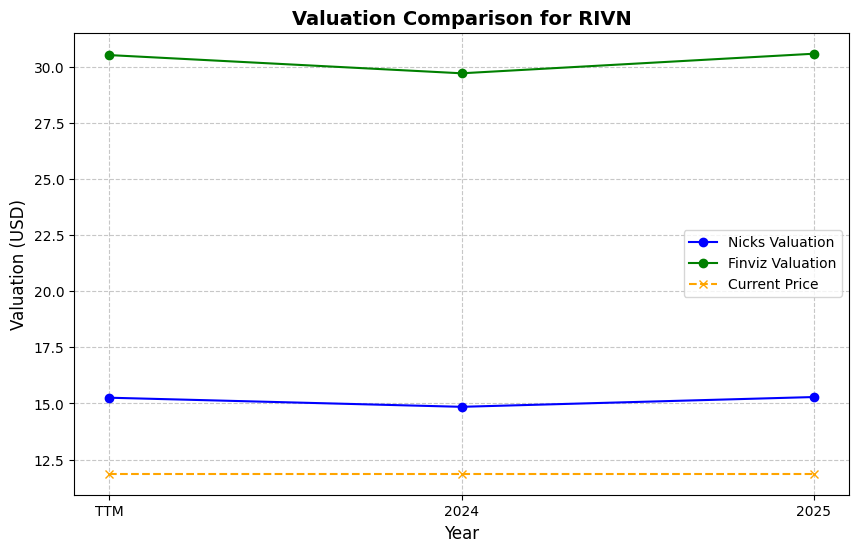 Valuation Comparison for RIVN
Valuation (USD)
30.0
27.5
25.0
22.5
20.0
17.5
15.0
12.5
Nicks Valuation
Finviz Valuation
Current Price
TTM
2024
2025
Year